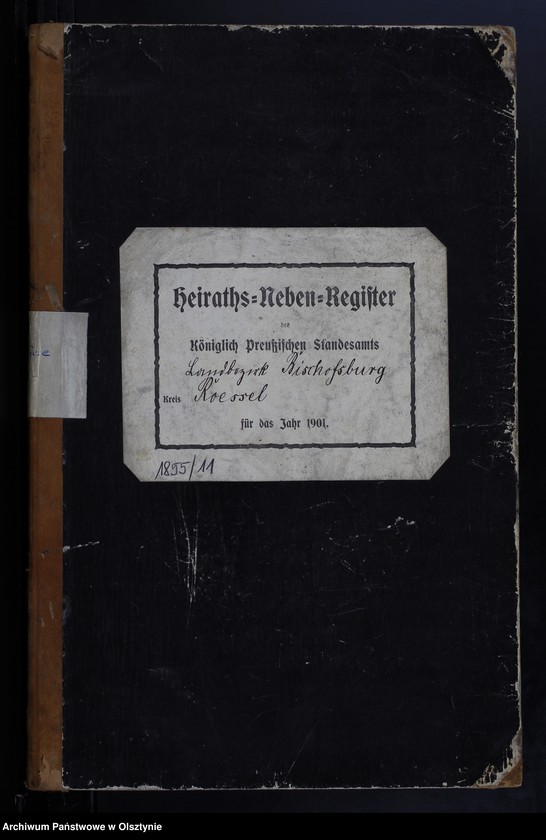 Heiraths-Neben-Register
des
Königlich Preußischen Standesamts
Landbezirk Bischofsburg
Kreis Roessel
für das Jahr 1901.
1895/11
Archiwum Państwowe w Olsztynie